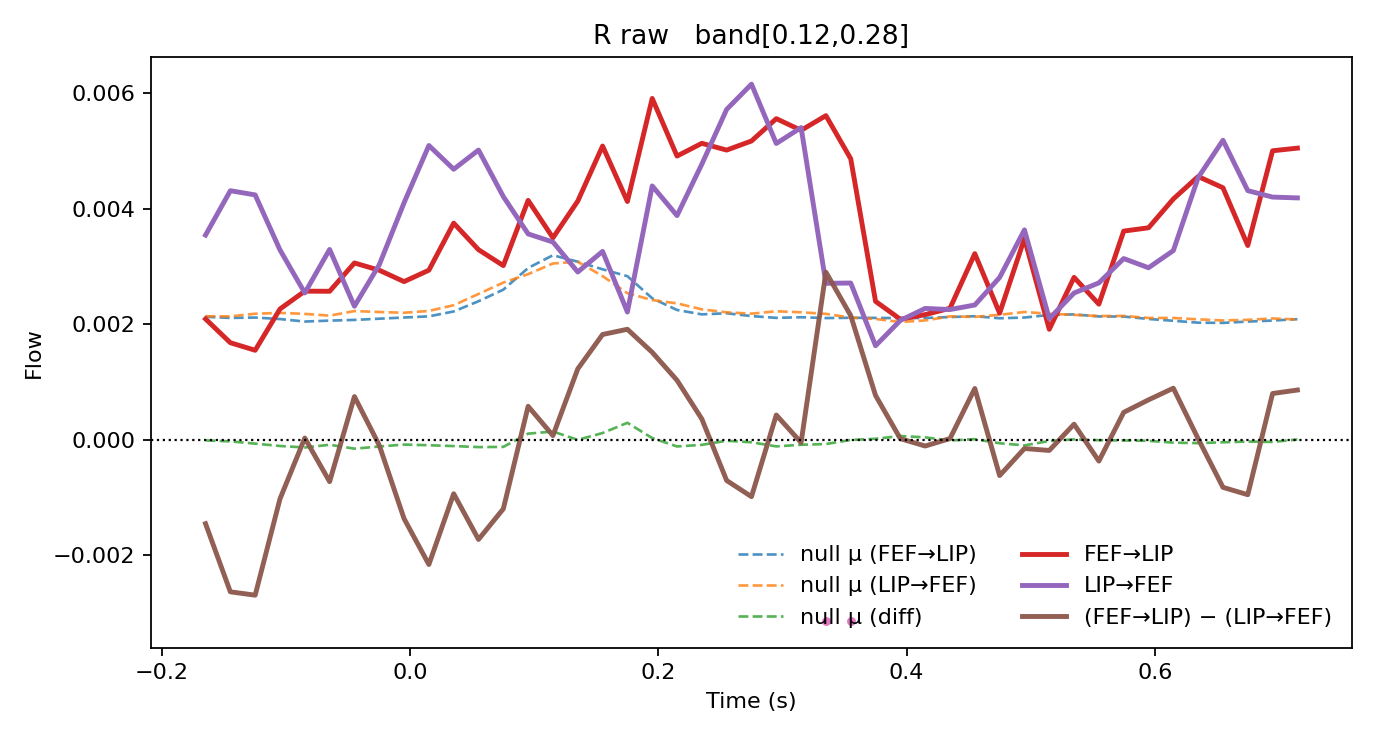 R raw band[0.12,0.28]
0.006
0.004
0.002
0.000
−0.002
Flow
null μ (FEF→LIP)
null μ (LIP→FEF)
null μ (diff)
FEF→LIP
LIP→FEF
(FEF→LIP) − (LIP→FEF)
−0.2
0.0
0.2
0.4
0.6
Time (s)